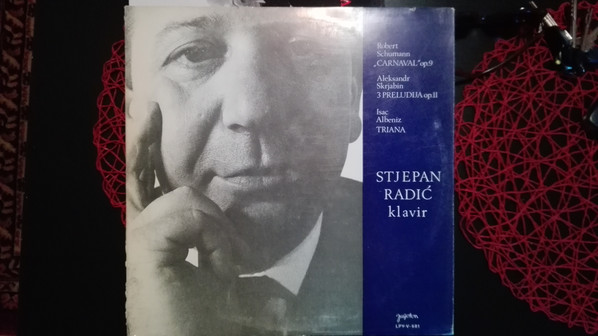 Robert
Schumann
„CARNAVAL" op.9
Aleksandr
Skrjabin
3 PRELUDIJA op.11
Isac
Albeniz
TRIANA
STJEPAN
RADIĆ
klavir
jugoton
LPY-V-681